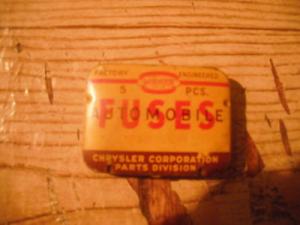 FACTORY ENGINEERED
5 PCS.
FUSES
AUTOMOBILE
CHRYSLER CORPORATION
PARTS DIVISION